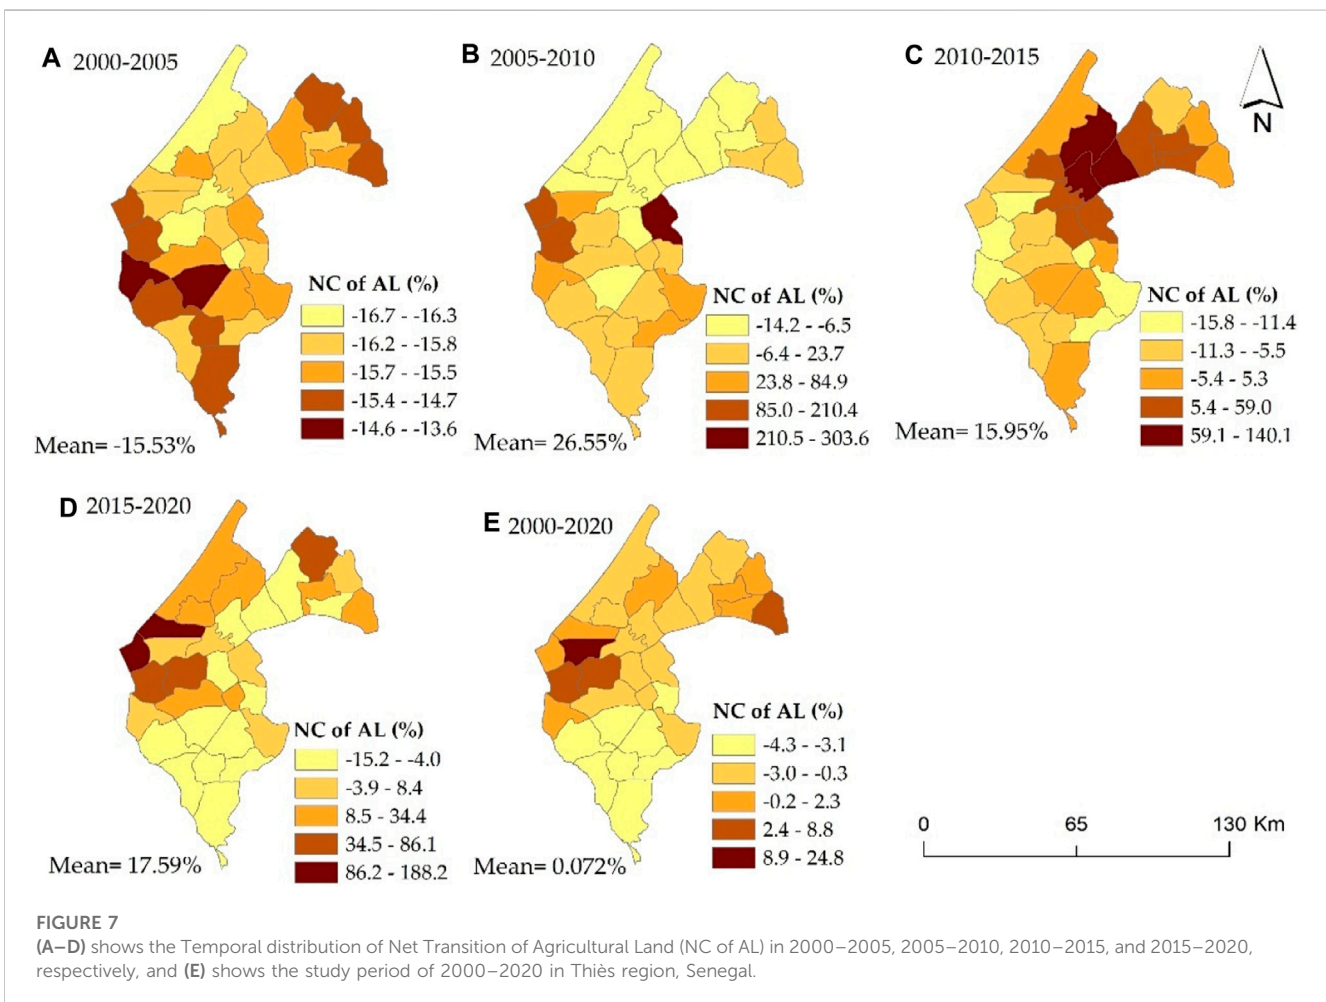 A 2000-2005
NC of AL (%)
-16.7 - -16.3
-16.2 - -15.8
-15.7 - -15.5
-15.4 - -14.7
-14.6 - -13.6
Mean= -15.53%
B 2005-2010
NC of AL (%)
-14.2 - -6.5
-6.4 - 23.7
23.8 - 84.9
85.0 - 210.4
210.5 - 303.6
Mean= 26.55%
C 2010-2015
N
NC of AL (%)
-15.8 - -11.4
-11.3 - -5.5
-5.4 - 5.3
5.4 - 59.0
59.1 - 140.1
Mean= 15.95%
D 2015-2020
NC of AL (%)
-15.2 - -4.0
-3.9 - 8.4
8.5 - 34.4
34.5 - 86.1
86.2 - 188.2
Mean= 17.59%
E 2000-2020
NC of AL (%)
-4.3 - -3.1
-3.0 - -0.3
-0.2 - 2.3
2.4 - 8.8
8.9 - 24.8
Mean= 0.072%
0 65 130 Km
FIGURE 7
(A–D) shows the Temporal distribution of Net Transition of Agricultural Land (NC of AL) in 2000–2005, 2005–2010, 2010–2015, and 2015–2020,
respectively, and (E) shows the study period of 2000–2020 in Thiès region, Senegal.